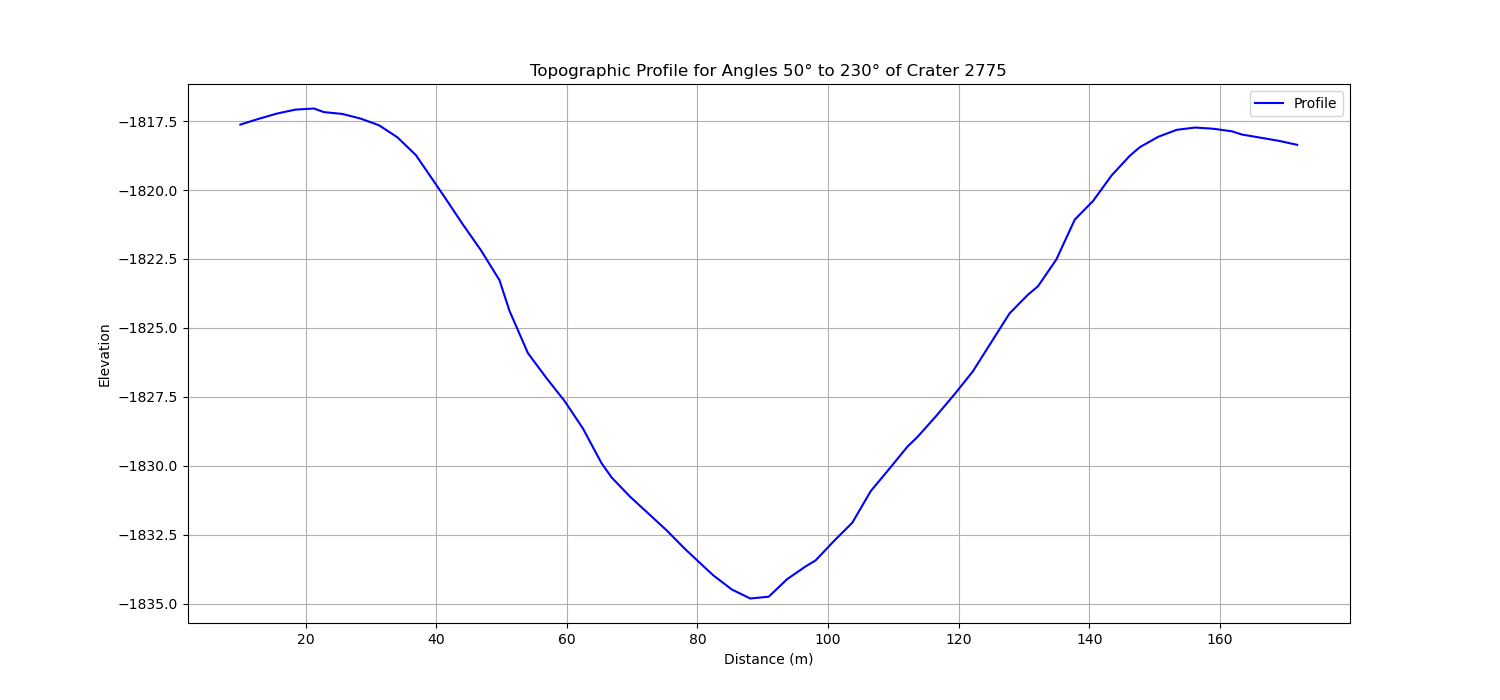 Topographic Profile for Angles 50° to 230° of Crater 2775
Profile
−1817.5
−1820.0
−1822.5
−1825.0
−1827.5
−1830.0
−1832.5
−1835.0
Elevation
20 40 60 80 100 120 140 160
Distance (m)